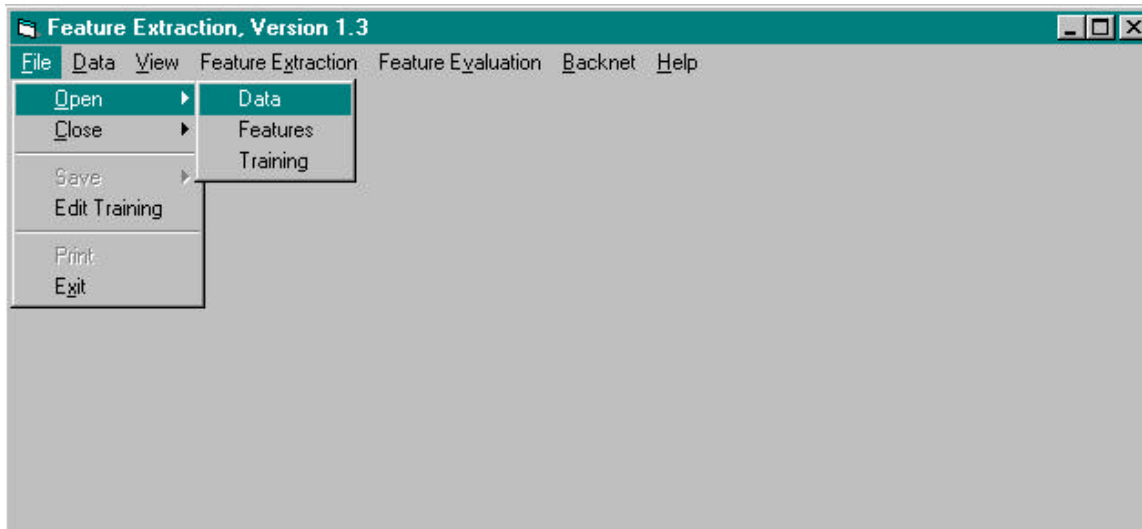 Feature Extraction, Version 1.3
File Data View Feature Extraction Feature Evaluation Backnet Help
Open
Close
Save
Edit Training
Print
Exit
Data
Features
Training